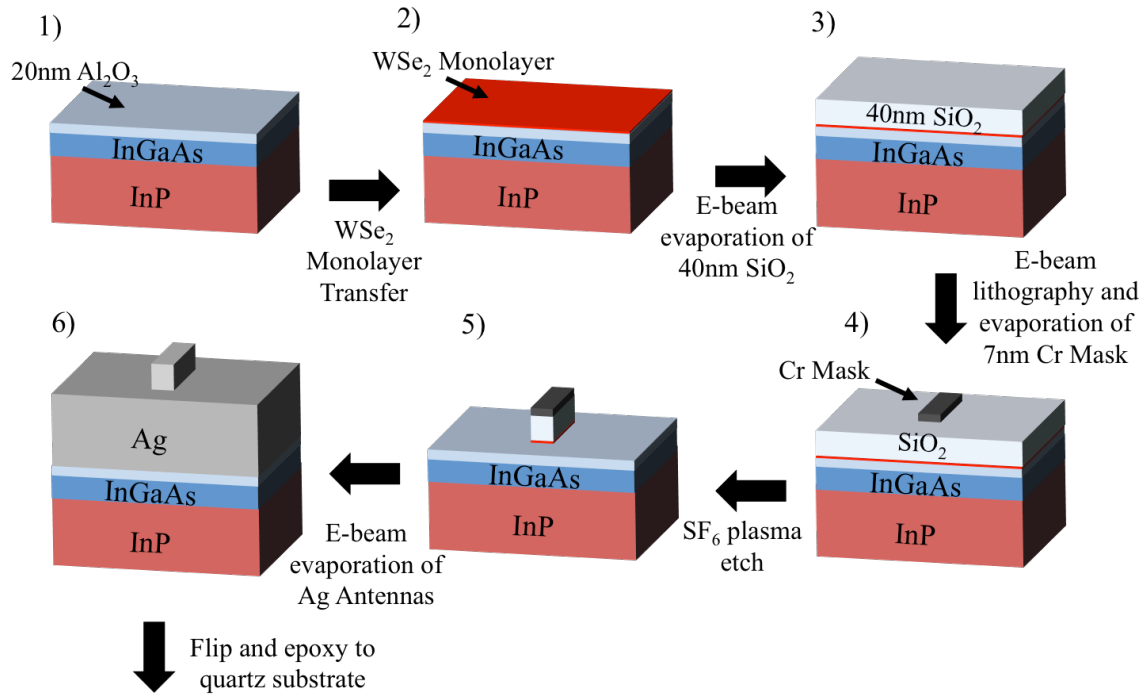 1)
20nm Al₂O₃
InGaAs
InP
WSe₂
Monolayer
Transfer
2)
WSe₂ Monolayer
InGaAs
InP
E-beam
evaporation of
40nm SiO₂
3)
40nm SiO₂
InGaAs
InP
E-beam
lithography and
evaporation of
7nm Cr Mask
4)
Cr Mask
SiO₂
InGaAs
InP
SF₆ plasma
etch
5)
InGaAs
InP
E-beam
evaporation of
Ag Antennas
6)
Ag
InGaAs
InP
Flip and epoxy to
quartz substrate